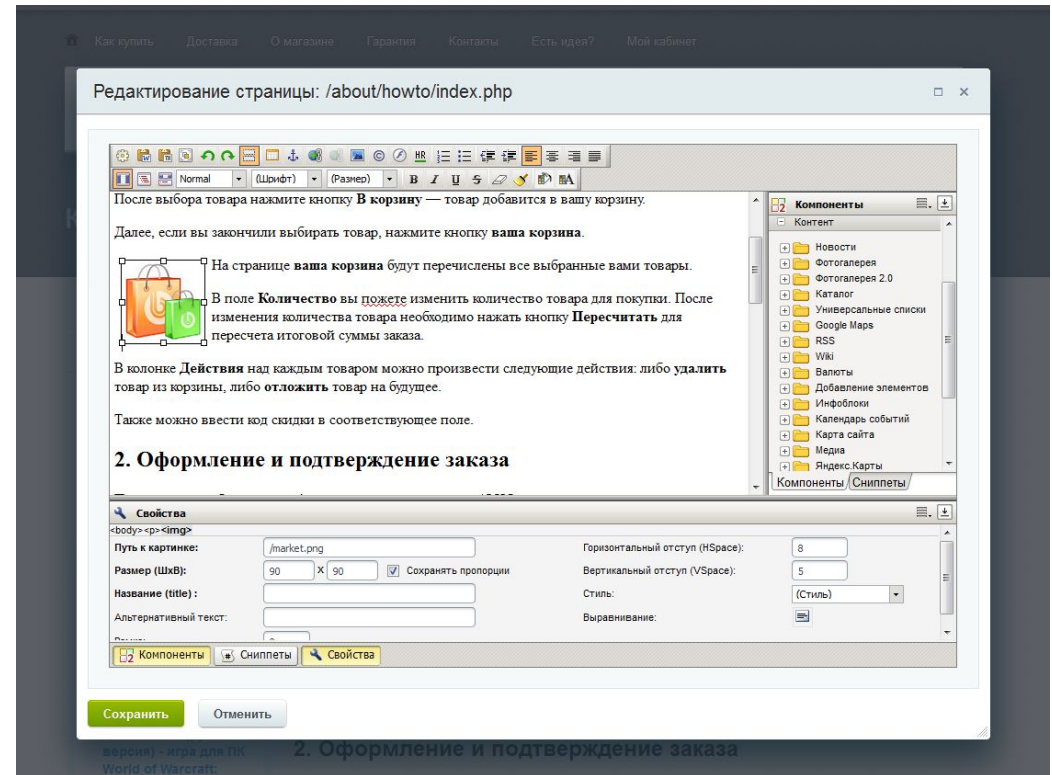 Как купить Доставка О магазине Гарантия Контакты Есть идея? Мой кабинет
Редактирование страницы: /about/howto/index.php
HR
Normal (Шрифт) (Размер) B I U S
После выбора товара нажмите кнопку В корзину — товар добавится в вашу корзину.
Далее, если вы закончили выбирать товар, нажмите кнопку ваша корзина.
На странице ваша корзина будут перечислены все выбранные вами товары.
В поле Количество вы пожете изменить количество товара для покупки. После
изменения количества товара необходимо нажать кнопку Пересчитать для
пересчета итоговой суммы заказа.
В колонке Действия над каждым товаром можно произвести следующие действия: либо удалить
товар из корзины, либо отложить товар на будущее.
Также можно ввести код скидки в соответствующее поле.
2. Оформление и подтверждение заказа
Компоненты
Контент
Новости
Фотогалерея
Фотогалерея 2.0
Каталог
Универсальные списки
Google Maps
RSS
Wiki
Валюты
Добавление элементов
Инфоблоки
Календарь событий
Карта сайта
Медиа
Яндекс.Карты
Компоненты Сниппеты
Свойства
<body><p><img>
Путь к картинке: /market.png Горизонтальный отступ (HSpace): 8
Размер (ШхВ): 90 X 90 Сохранять пропорции Вертикальный отступ (VSpace): 5
Название (title) : Стиль: (Стиль)
Альтернативный текст: Выравнивание:
Компоненты Сниппеты Свойства
Сохранить Отменить
версия) - игра для ПК 2. Оформление и подтверждение заказа
World of Warcraft: